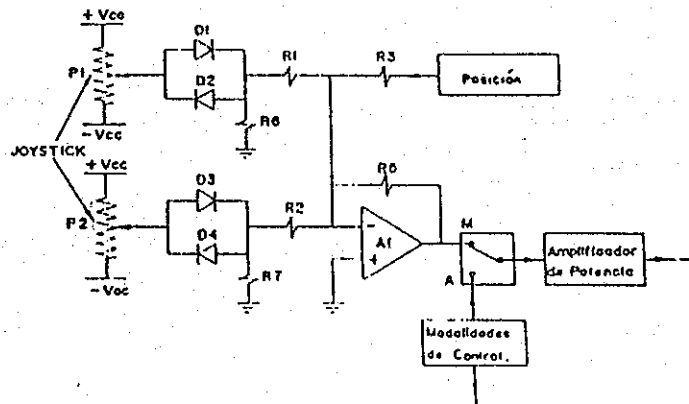 + Vcc
P1
- Vcc
JOYSTICK
+ Vcc
P2
- Vcc
D1
D2
R6
R1
R3
Posición
D3
D4
R7
R2
R5
-
A1
+
M
A
Amplificador
de Potencia
Modalidades
de Control.